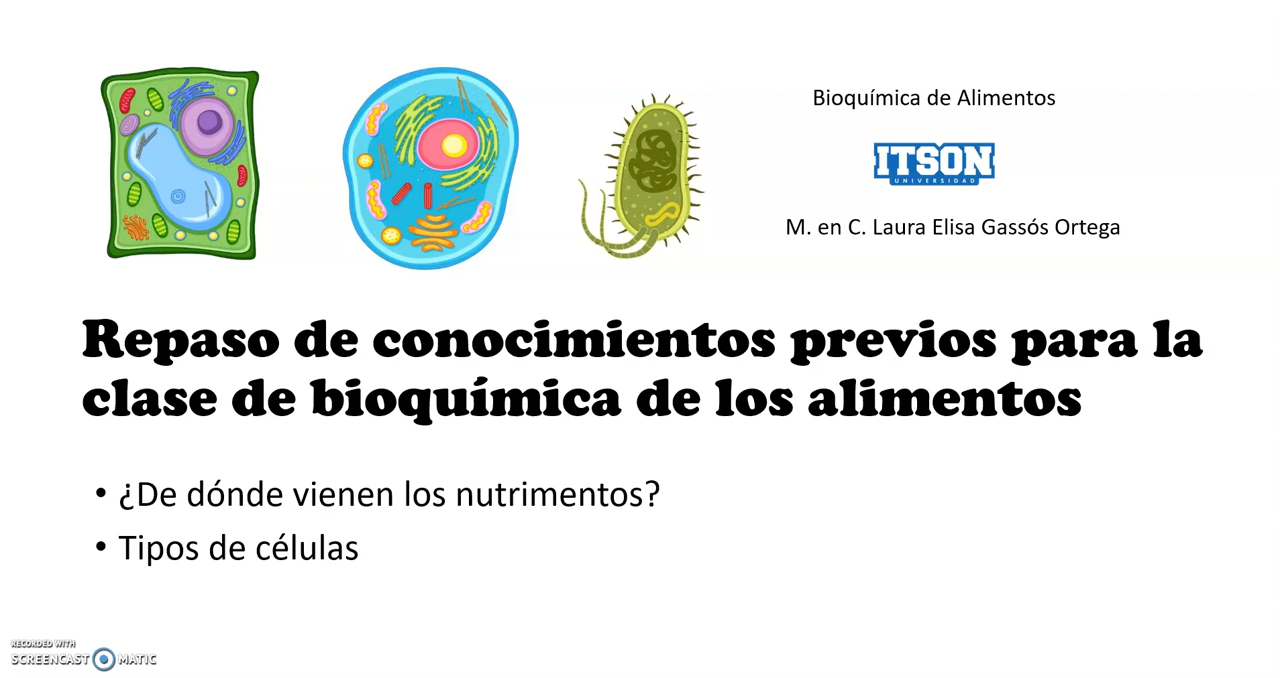 Bioquímica de Alimentos
ITSON
UNIVERSIDAD
M. en C. Laura Elisa Gassós Ortega
Repaso de conocimientos previos para la
clase de bioquímica de los alimentos
• ¿De dónde vienen los nutrimentos?
• Tipos de células
RECORDED WITH
SCREENCAST MATIC